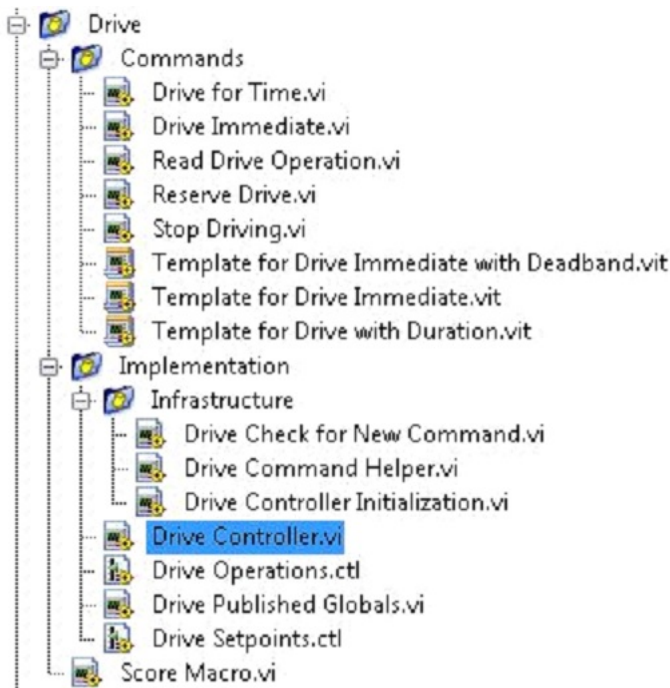 Drive
Commands
Drive for Time.vi
Drive Immediate.vi
Read Drive Operation.vi
Reserve Drive.vi
Stop Driving.vi
Template for Drive Immediate with Deadband.vit
Template for Drive Immediate.vit
Template for Drive with Duration.vit
Implementation
Infrastructure
Drive Check for New Command.vi
Drive Command Helper.vi
Drive Controller Initialization.vi
Drive Controller.vi
Drive Operations.ctl
Drive Published Globals.vi
Drive Setpoints.ctl
Score Macro.vi